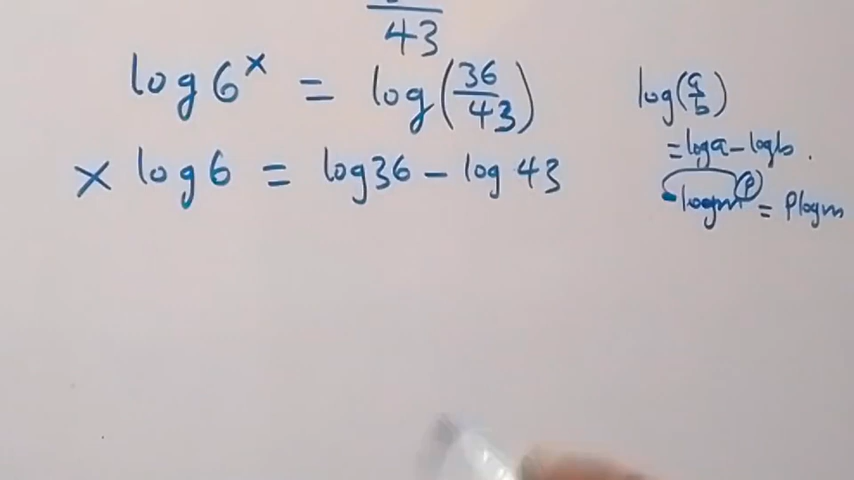 43
log 6^x = log(36/43)
x log 6 = log 36 - log 43
log(a/b)
= log a - log b .
log m^p = P log m